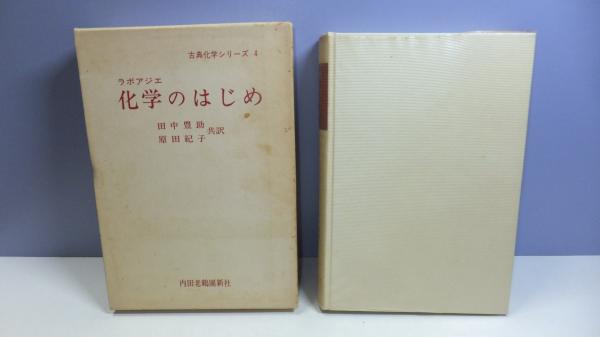 古典化学シリーズ 4
ラボアジエ
化学のはじめ
田中豊助
原田紀子
共訳
内田老鶴圃新社